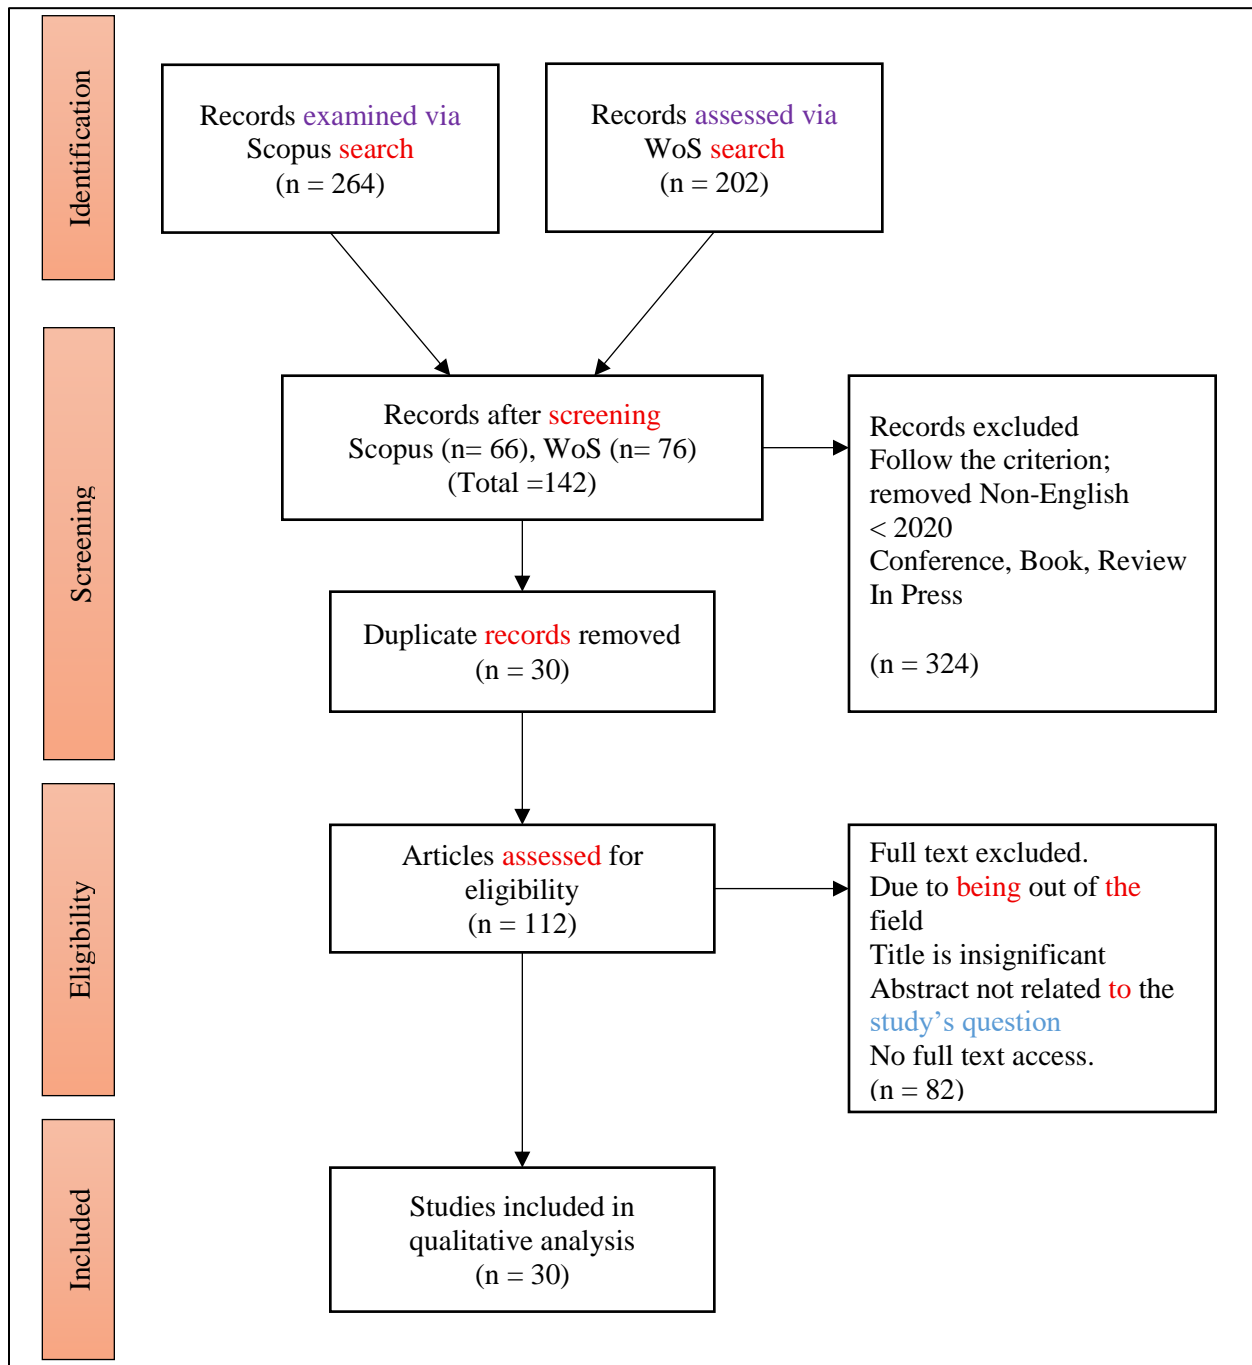 Identification
Records examined via
Scopus search
(n = 264)
Records assessed via
WoS search
(n = 202)
Screening
Records after screening
Scopus (n= 66), WoS (n= 76)
(Total =142)
Records excluded
Follow the criterion;
removed Non-English
< 2020
Conference, Book, Review
In Press
(n = 324)
Duplicate records removed
(n = 30)
Eligibility
Articles assessed for
eligibility
(n = 112)
Full text excluded.
Due to being out of the
field
Title is insignificant
Abstract not related to the
study’s question
No full text access.
(n = 82)
Included
Studies included in
qualitative analysis
(n = 30)